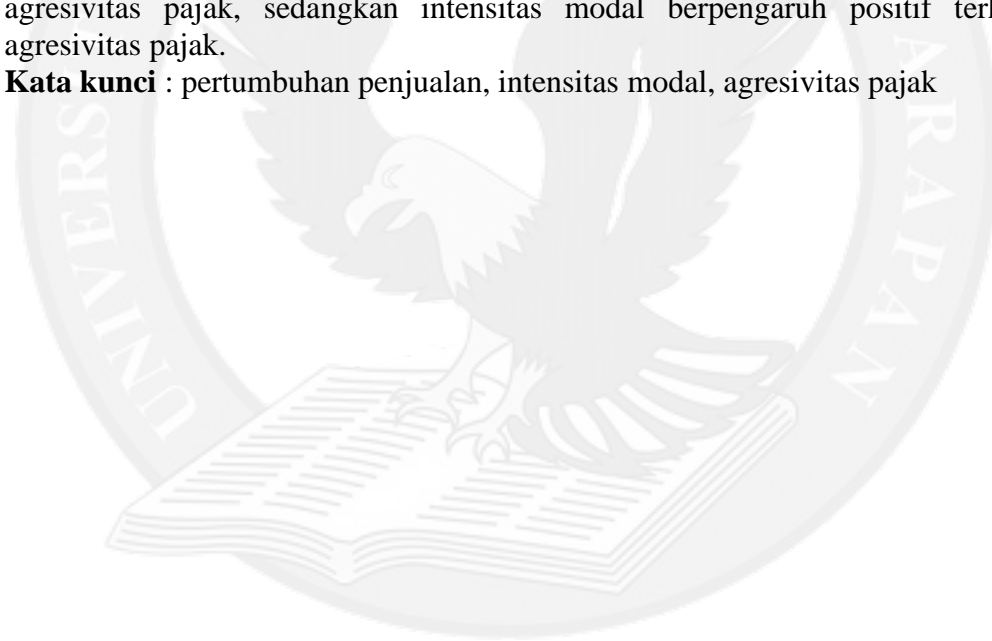 agresivitas pajak, sedangkan intensitas modal berpengaruh positif
agresivitas pajak.
Kata kunci : pertumbuhan penjualan, intensitas modal, agresivitas pajak